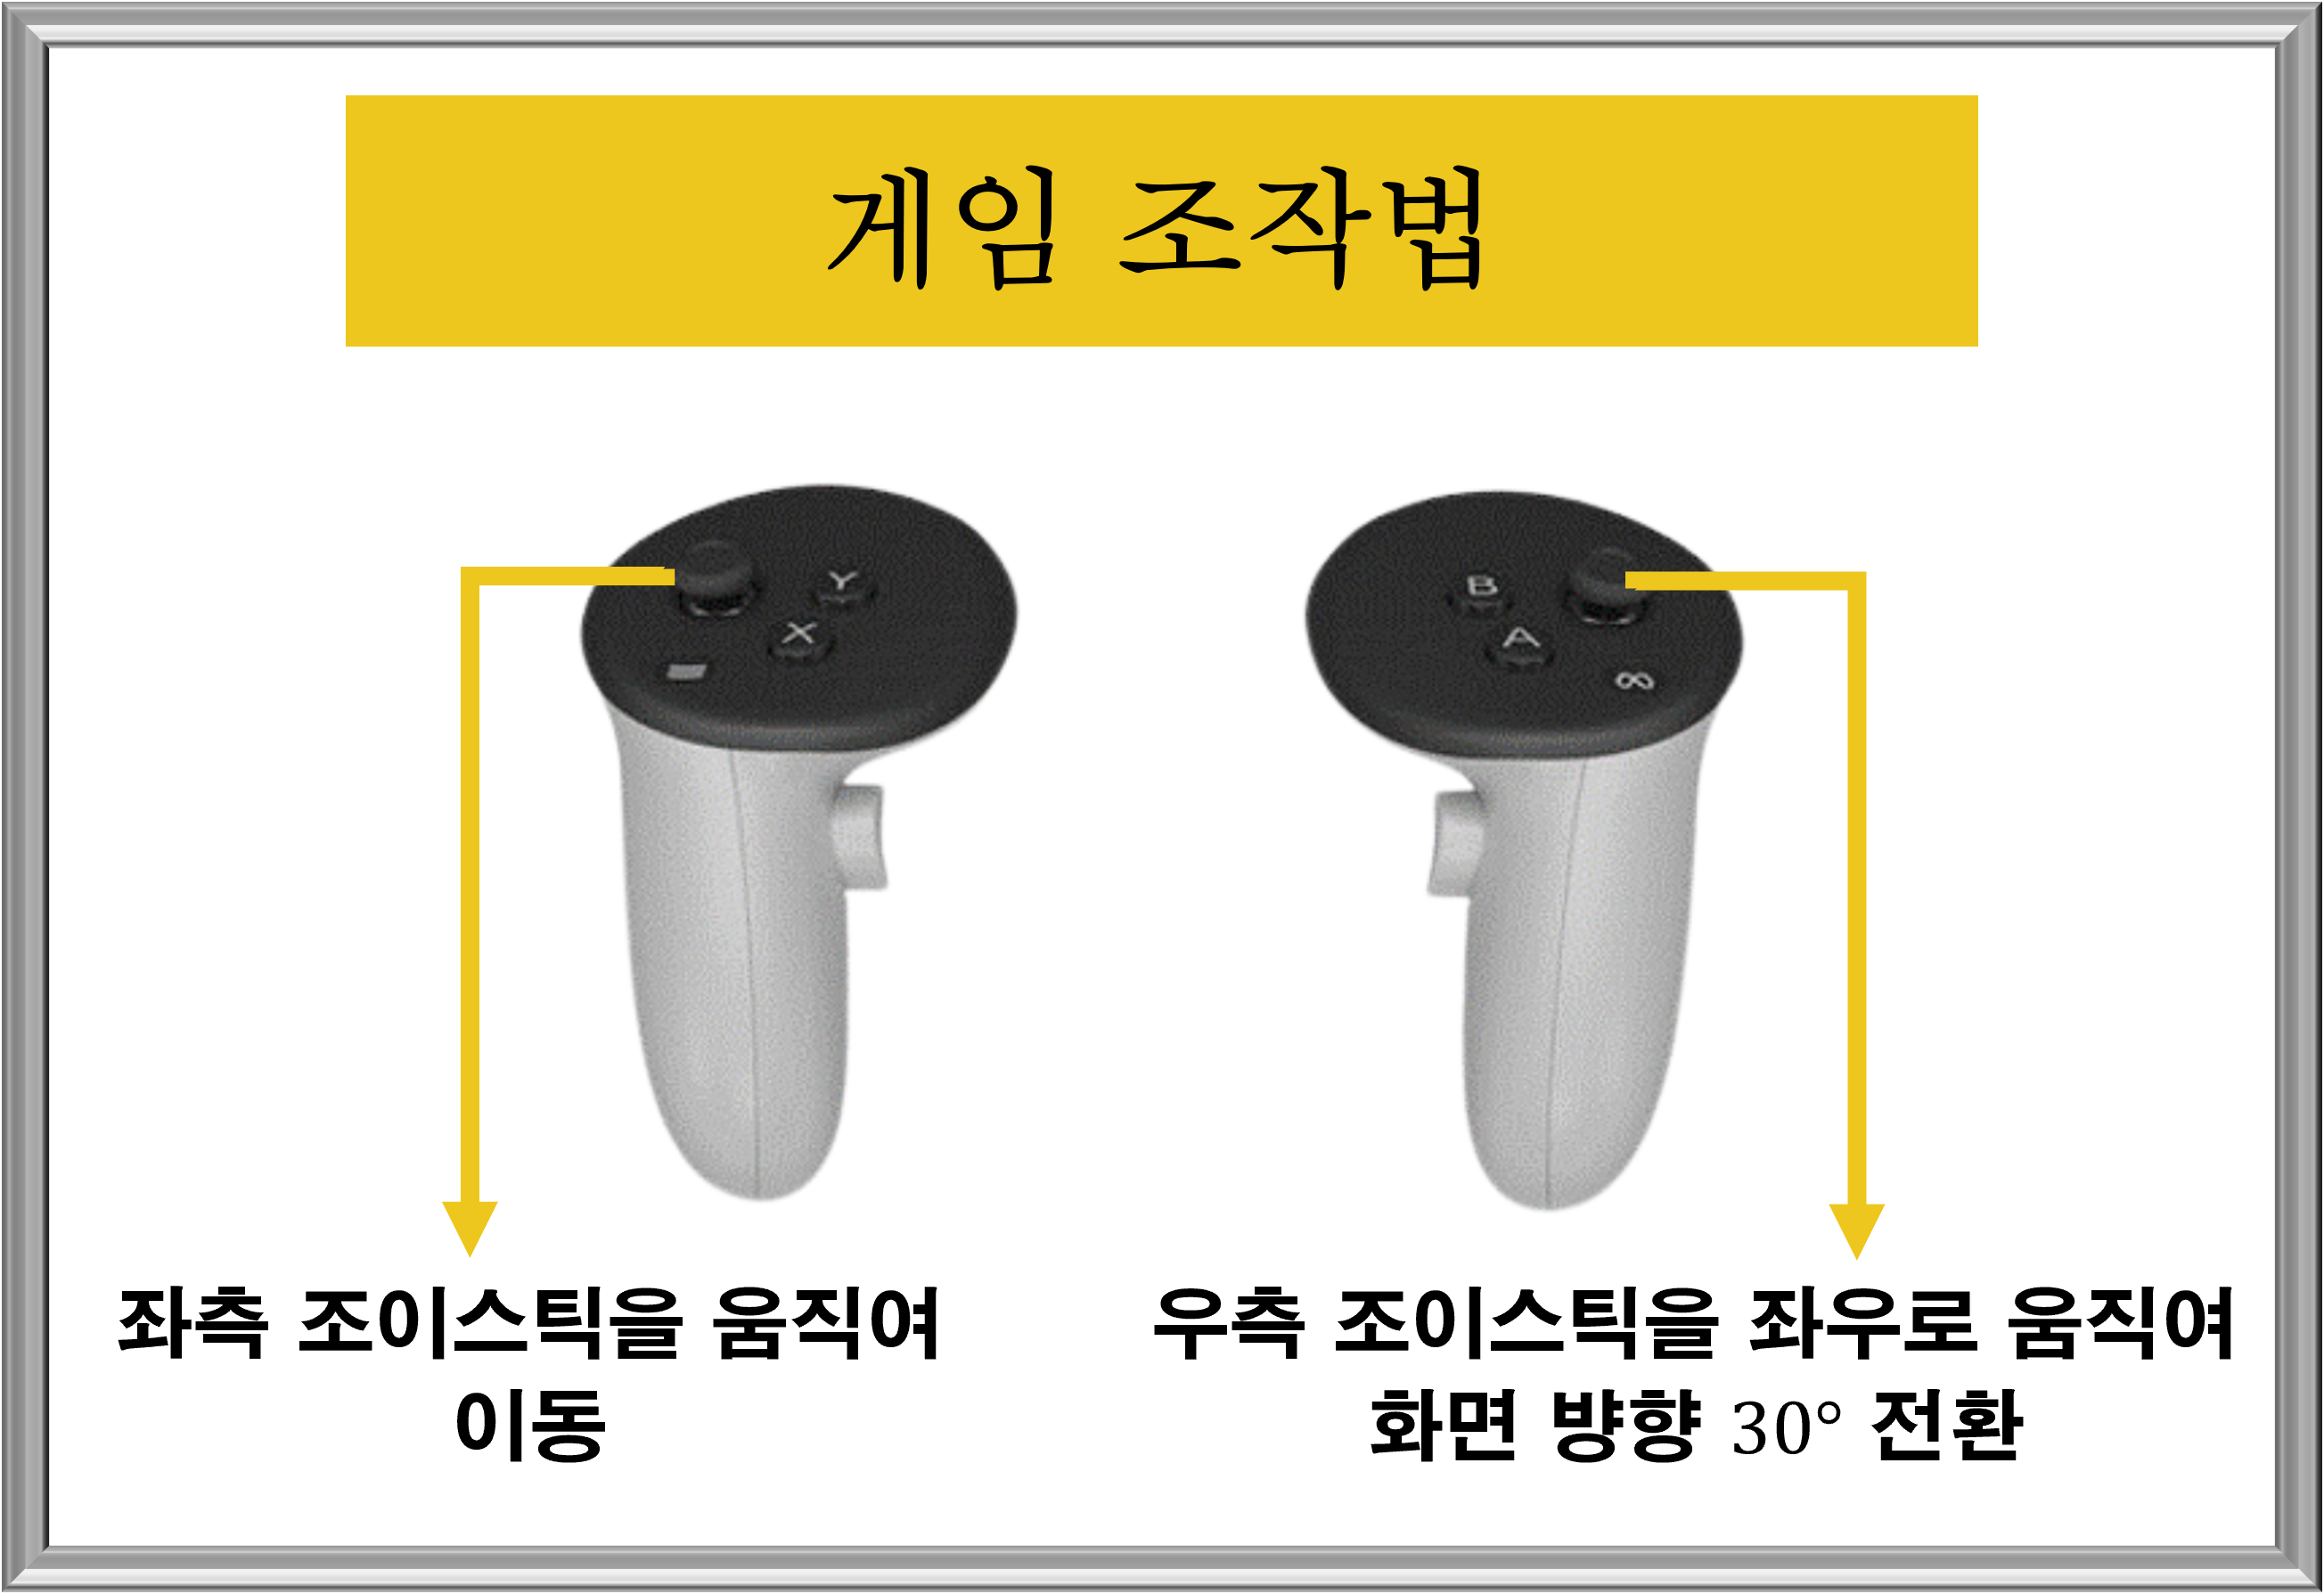 게임 조작법
Y
X
B
A
좌측 조이스틱을 움직여
이동
우측 조이스틱을 좌우로 움직여
화면 뱡향 30° 전환